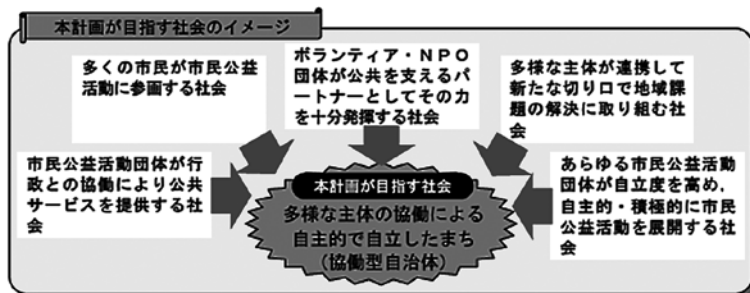 本計画が目指す社会のイメージ
多くの市民が市民公益
活動に参画する社会
ボランティア・NPO
団体が公共を支えるパ
ートナーとしてその力
を十分発揮する社会
多様な主体が連携して
新たな切り口で地域課
題の解決に取り組む社
会
市民公益活動団体が行
政との協働により公共
サービスを提供する社
会
あらゆる市民公益活動
団体が自立度を高め,
自主的・積極的に市民
公益活動を展開する社
会
本計画が目指す社会
多様な主体の協働による
自主的で自立したまち
(協働型自治体)